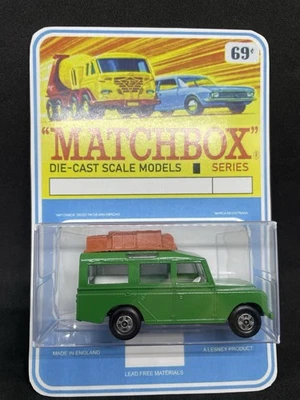 69¢
"MATCHBOX"®
DIE-CAST SCALE MODELS SERIES
MADE IN ENGLAND A LESNEY PRODUCT
LEAD FREE MATERIALS